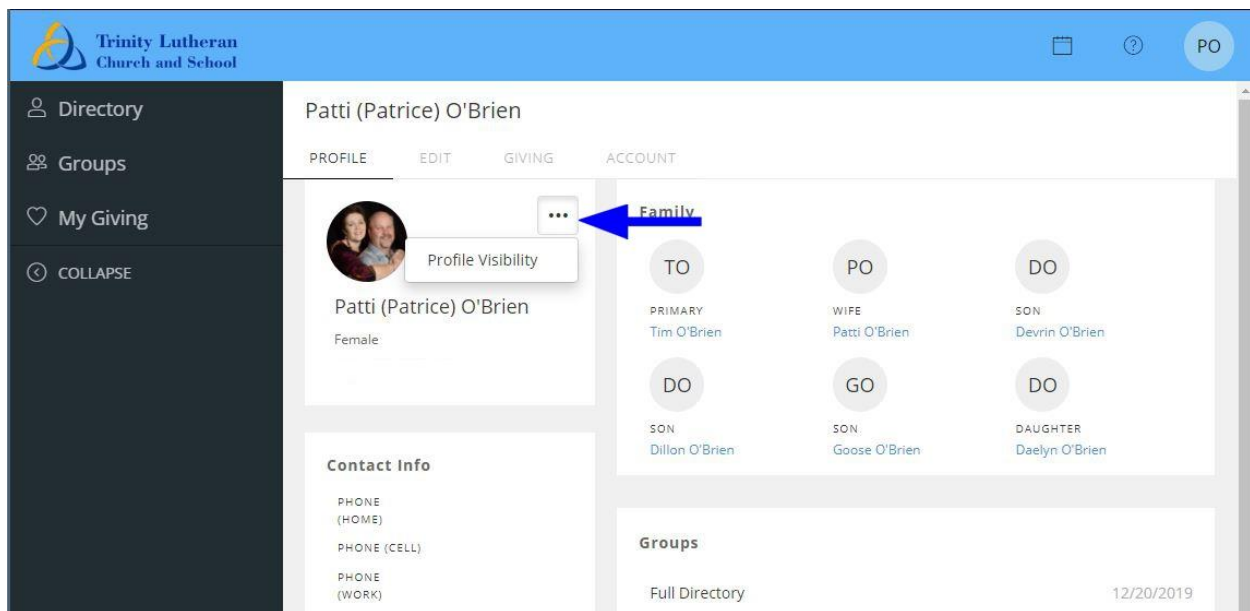 Trinity Lutheran
Church and School
PO
Directory
Groups
My Giving
COLLAPSE
Patti (Patrice) O'Brien
PROFILE EDIT GIVING ACCOUNT
•••
Profile Visibility
Patti (Patrice) O'Brien
Female
Contact Info
PHONE
(HOME)
PHONE (CELL)
PHONE
(WORK)
Family
TO PO DO
PRIMARY WIFE SON
Tim O'Brien Patti O'Brien Devrin O'Brien
DO GO DO
SON SON DAUGHTER
Dillon O'Brien Goose O'Brien Daelyn O'Brien
Groups
Full Directory 12/20/2019